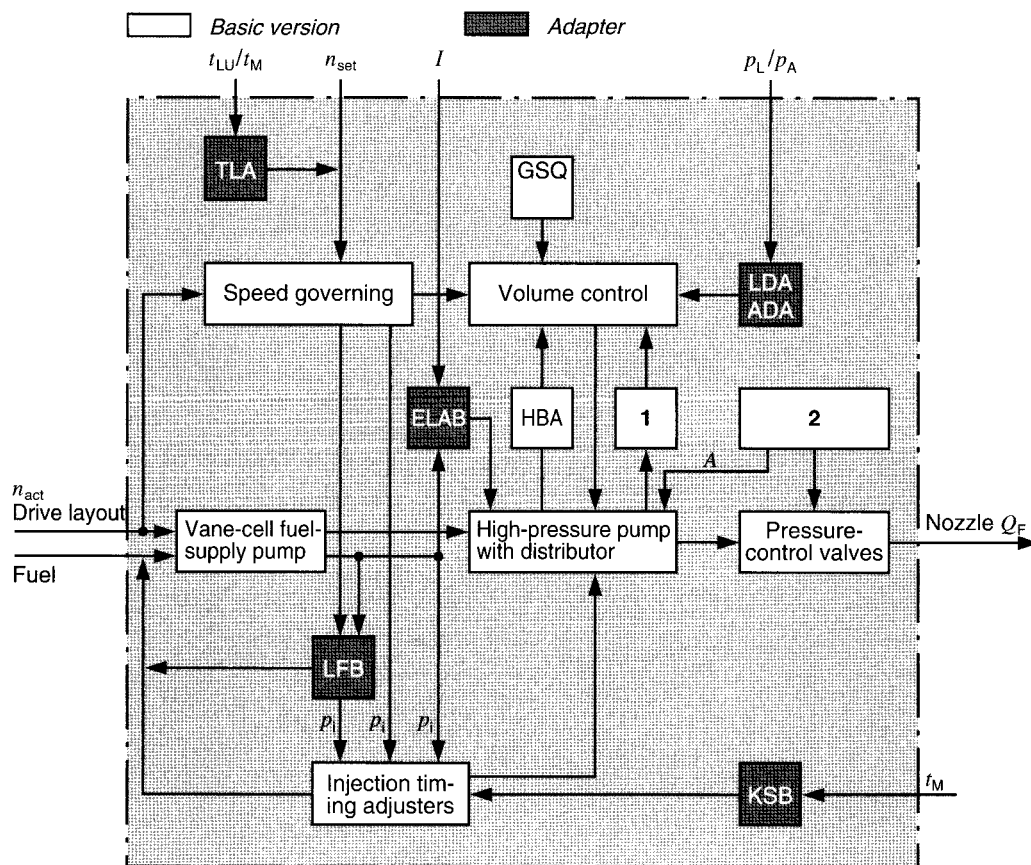 Basic version
Adapter
t_LU/t_M
n_set
I
p_L/p_A
TLA
GSQ
Speed governing
Volume control
LDA
ADA
ELAB
HBA
1
2
A
n_act
Drive layout
Vane-cell fuel-
supply pump
High-pressure pump
with distributor
Pressure-
control valves
Nozzle Q_F
Fuel
LFB
p_i
p_i
p_i
Injection tim-
ing adjusters
KSB
t_M